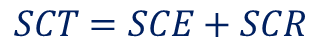 SCT = SCE + SCR